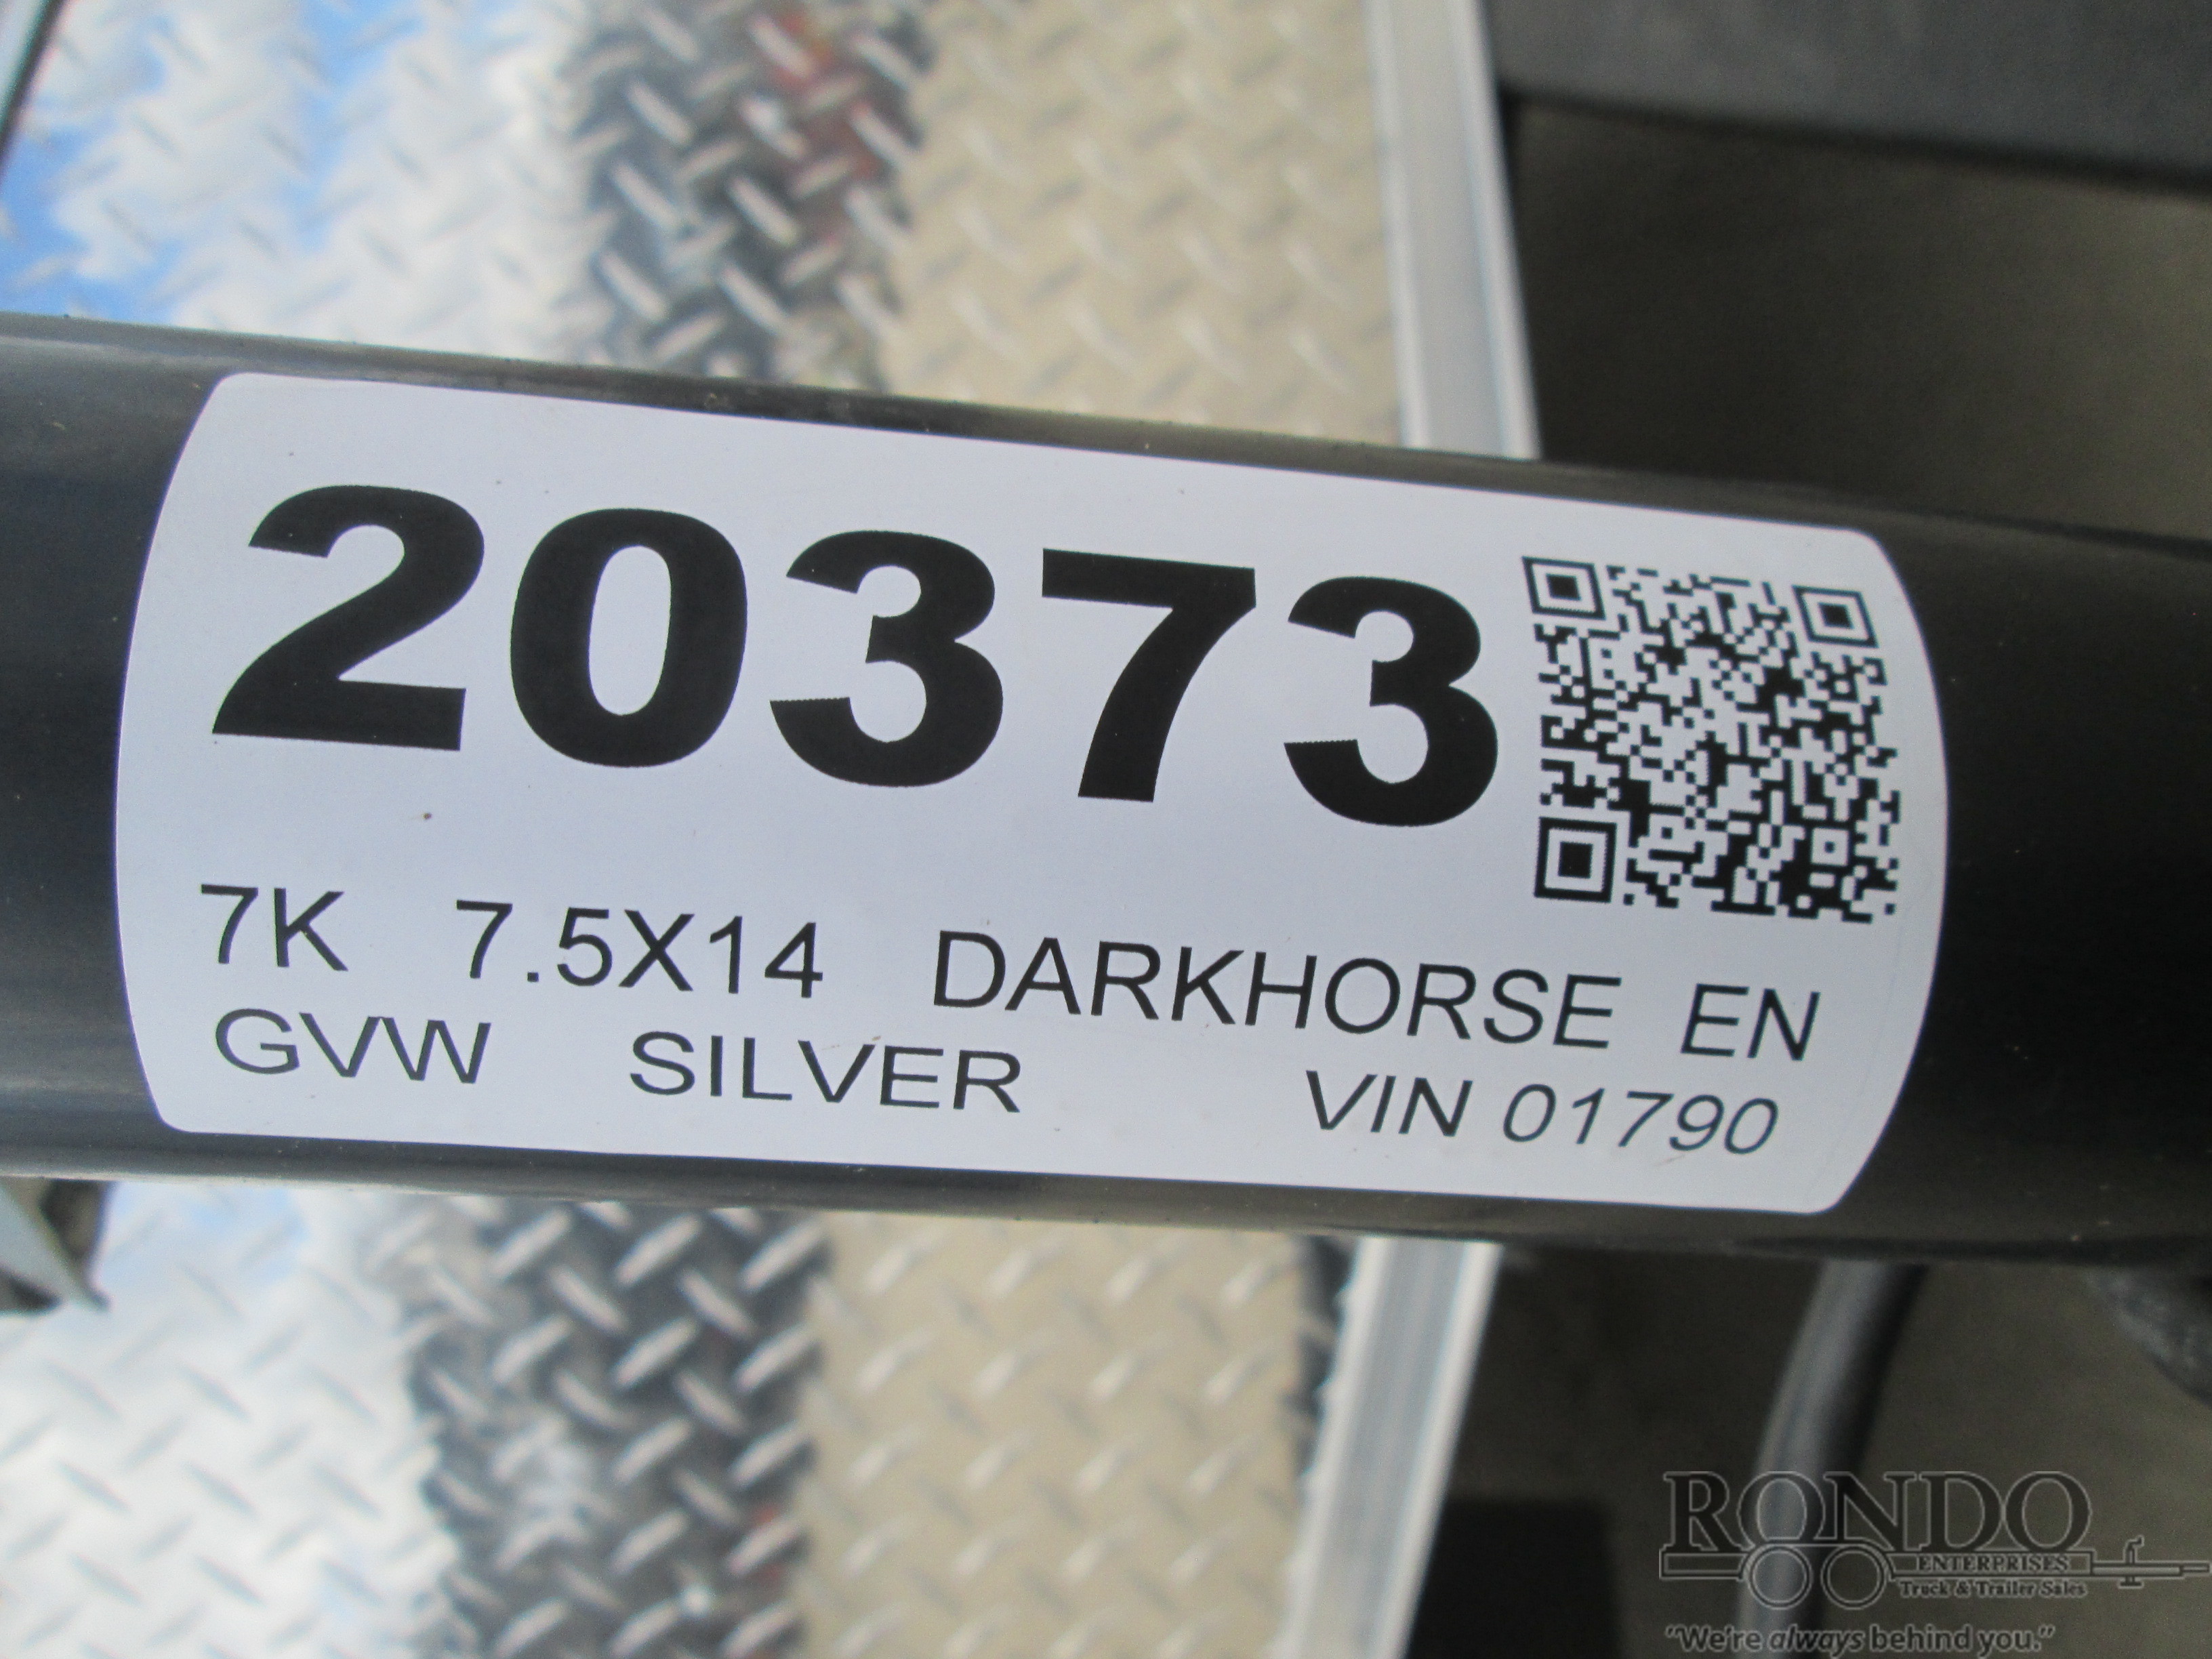 20373
7K 7.5X14 DARKHORSE EN
GVW SILVER VIN 01790
RONDO
ENTERPRISES
Truck & Trailer Sales
"We're always behind you."